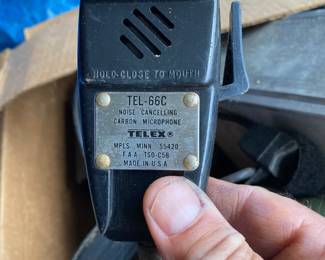 HOLD CLOSE TO MOUTH
TEL-66C
NOISE CANCELLING
CARBON MICROPHONE
TELEX®
MPLS. MINN. 55420
F.A.A. TSO-C58
MADE IN U.S.A.